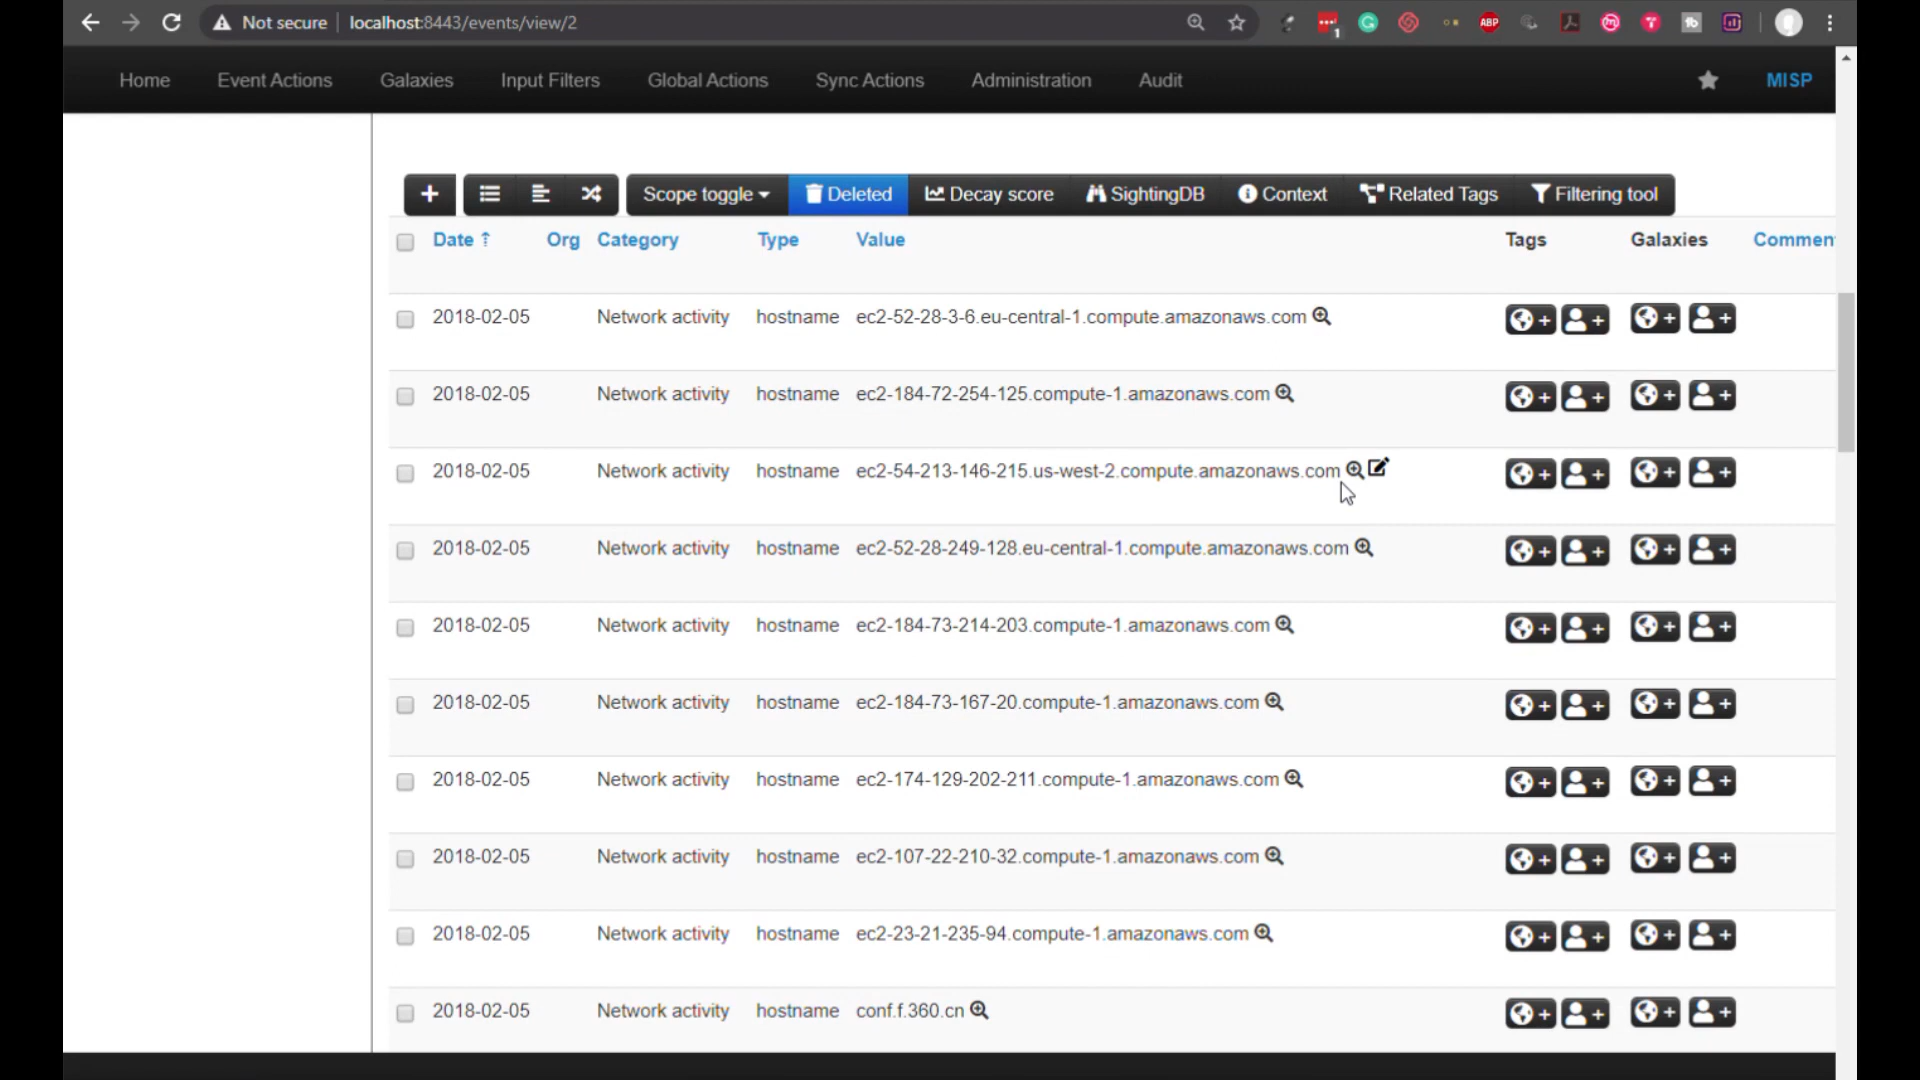 Not secure localhost:8443/events/view/2
1 ABP tb
Home Event Actions Galaxies Input Filters Global Actions Sync Actions Administration Audit MISP
Scope toggle Deleted Decay score SightingDB Context Related Tags Filtering tool
Date Org Category Type Value Tags Galaxies Commen
2018-02-05 Network activity hostname ec2-52-28-3-6.eu-central-1.compute.amazonaws.com
2018-02-05 Network activity hostname ec2-184-72-254-125.compute-1.amazonaws.com
2018-02-05 Network activity hostname ec2-54-213-146-215.us-west-2.compute.amazonaws.com
2018-02-05 Network activity hostname ec2-52-28-249-128.eu-central-1.compute.amazonaws.com
2018-02-05 Network activity hostname ec2-184-73-214-203.compute-1.amazonaws.com
2018-02-05 Network activity hostname ec2-184-73-167-20.compute-1.amazonaws.com
2018-02-05 Network activity hostname ec2-174-129-202-211.compute-1.amazonaws.com
2018-02-05 Network activity hostname ec2-107-22-210-32.compute-1.amazonaws.com
2018-02-05 Network activity hostname ec2-23-21-235-94.compute-1.amazonaws.com
2018-02-05 Network activity hostname conf.f.360.cn